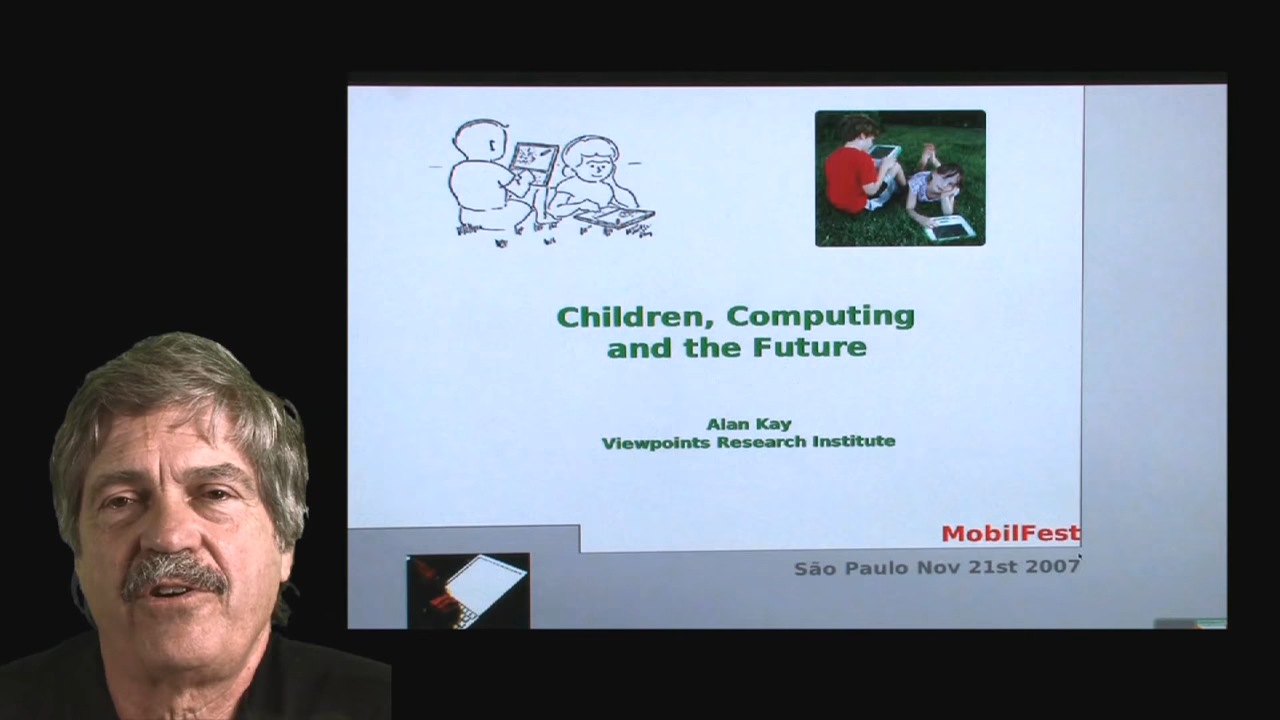 Children, Computing
and the Future
Alan Kay
Viewpoints Research Institute
MobilFest
São Paulo Nov 21st 2007